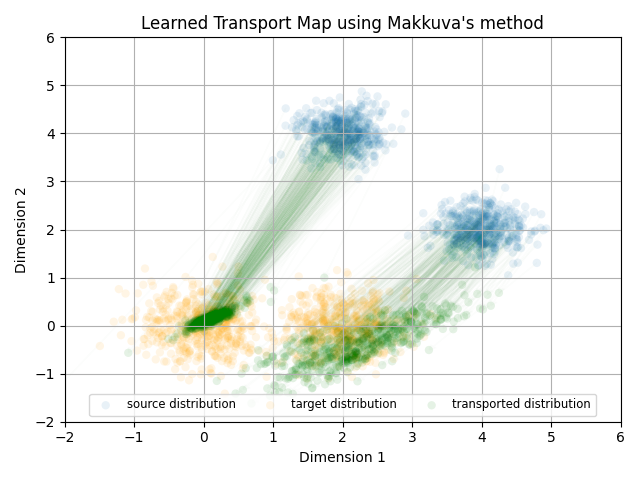 Learned Transport Map using Makkuva's method
6
5
4
3
2
1
0
−1
−2
Dimension 2
source distribution target distribution transported distribution
−2 −1 0 1 2 3 4 5 6
Dimension 1